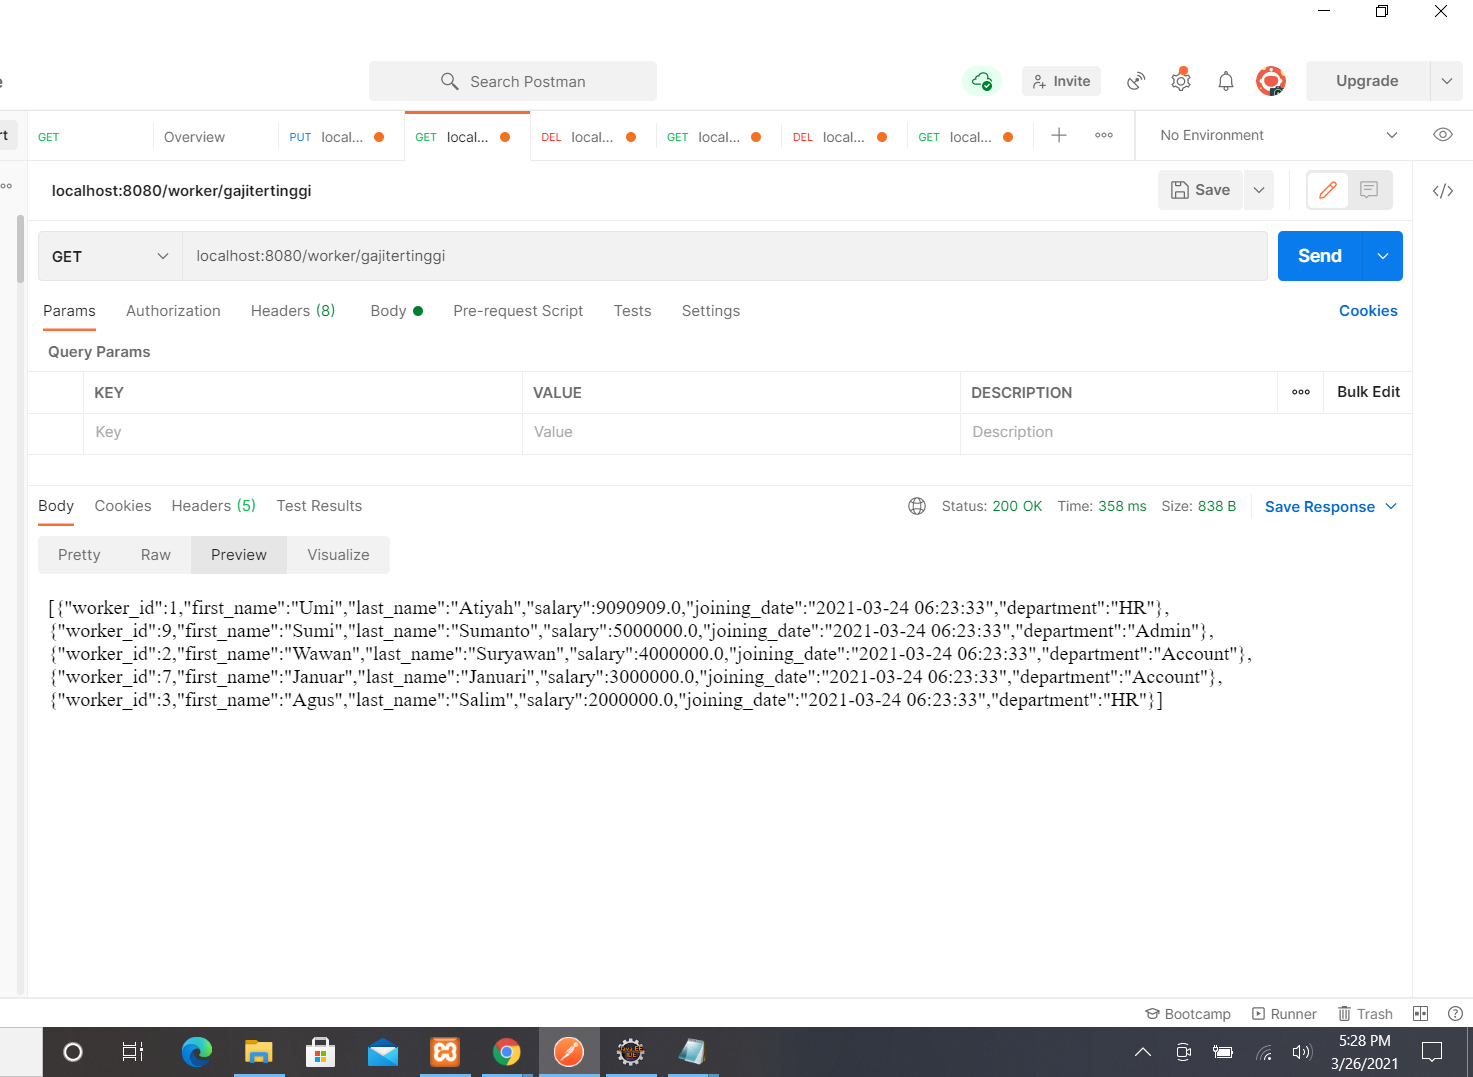 e
Search Postman
Invite
Upgrade
rt
GET
Overview
PUT local...
GET local...
DEL local...
GET local...
DEL local...
GET local...
No Environment
localhost:8080/worker/gajitertinggi
Save
GET
localhost:8080/worker/gajitertinggi
Send
Params Authorization Headers (8) Body Pre-request Script Tests Settings Cookies
Query Params
KEY VALUE DESCRIPTION Bulk Edit
Key Value Description
Body Cookies Headers (5) Test Results Status: 200 OK Time: 358 ms Size: 838 B Save Response
Pretty Raw Preview Visualize
[{"worker_id":1,"first_name":"Umi","last_name":"Atiyah","salary":9090909.0,"joining_date":"2021-03-24 06:23:33","department":"HR"},
{"worker_id":9,"first_name":"Sumi","last_name":"Sumanto","salary":5000000.0,"joining_date":"2021-03-24 06:23:33","department":"Admin"},
{"worker_id":2,"first_name":"Wawan","last_name":"Suryawan","salary":4000000.0,"joining_date":"2021-03-24 06:23:33","department":"Account"},
{"worker_id":7,"first_name":"Januar","last_name":"Januari","salary":3000000.0,"joining_date":"2021-03-24 06:23:33","department":"Account"},
{"worker_id":3,"first_name":"Agus","last_name":"Salim","salary":2000000.0,"joining_date":"2021-03-24 06:23:33","department":"HR"}]
Bootcamp Runner Trash
5:28 PM
3/26/2021